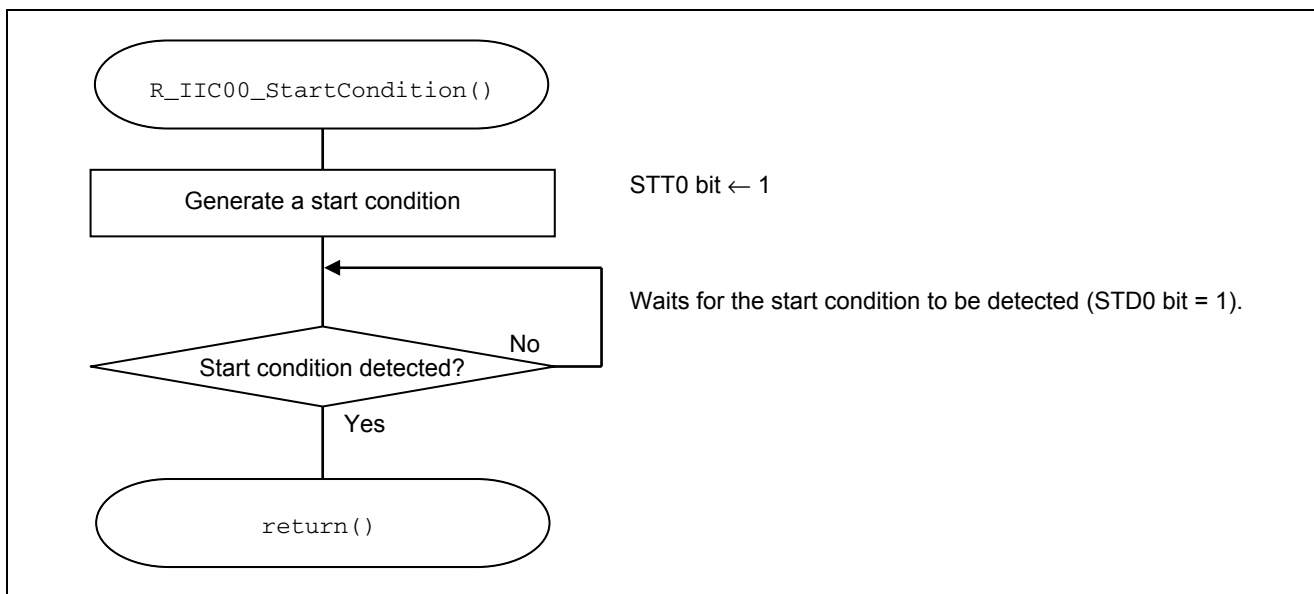 R_IIC00_StartCondition()
Generate a start condition
STT0 bit ← 1
Waits for the start condition to be detected (STD0 bit = 1).
No
Start condition detected?
Yes
return()